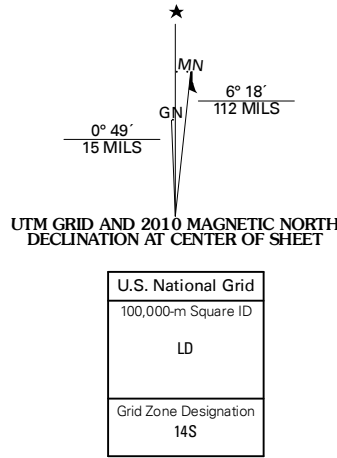 ★
MN
GN
6° 18´
112 MILS
0° 49´
15 MILS
UTM GRID AND 2010 MAGNETIC NORTH
DECLINATION AT CENTER OF SHEET
U.S. National Grid
100,000-m Square ID
LD
Grid Zone Designation
14S